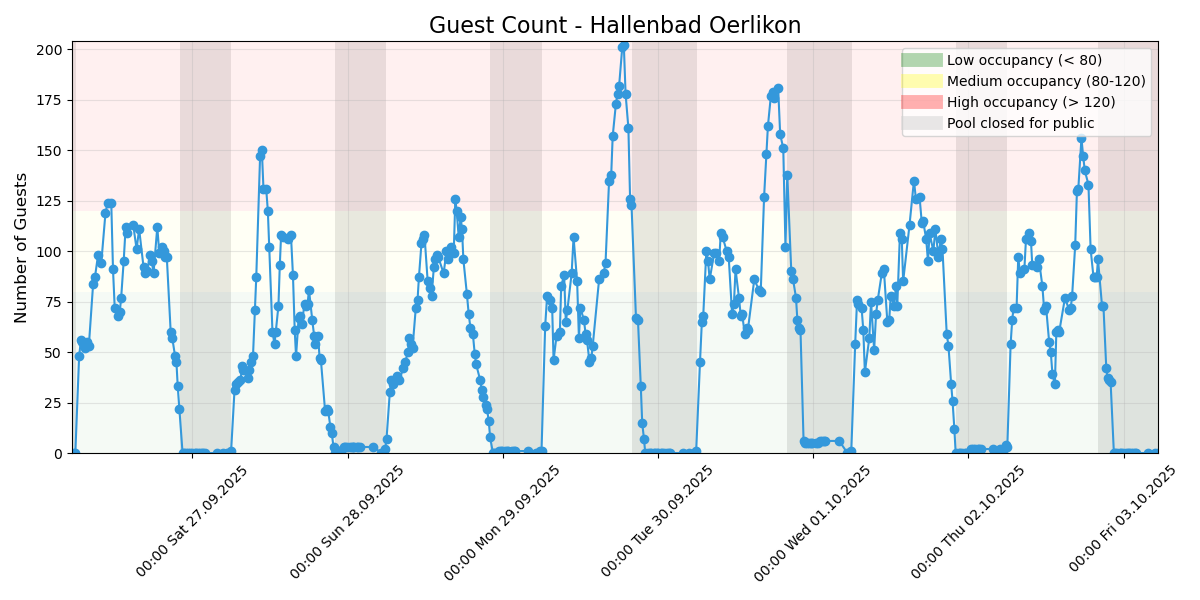 Guest Count - Hallenbad Oerlikon
Number of Guests
200
175
150
125
100
75
50
25
0
Low occupancy (< 80)
Medium occupancy (80-120)
High occupancy (> 120)
Pool closed for public
00:00 Sat 27.09.2025
00:00 Sun 28.09.2025
00:00 Mon 29.09.2025
00:00 Tue 30.09.2025
00:00 Wed 01.10.2025
00:00 Thu 02.10.2025
00:00 Fri 03.10.2025